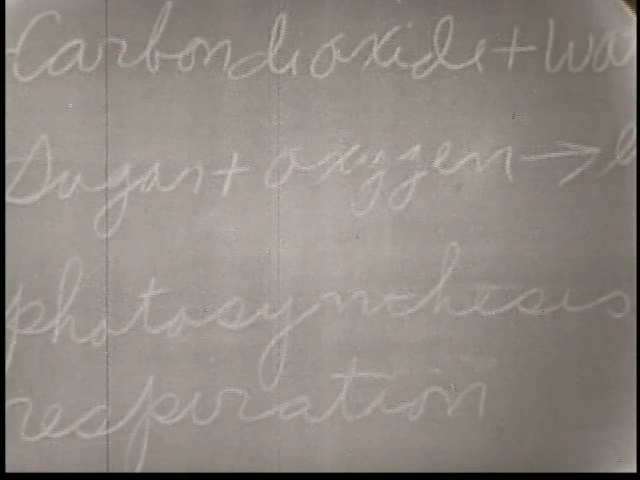 Carbondioxide + Wa
Sugar + oxygen →
photosynthesis
respiration